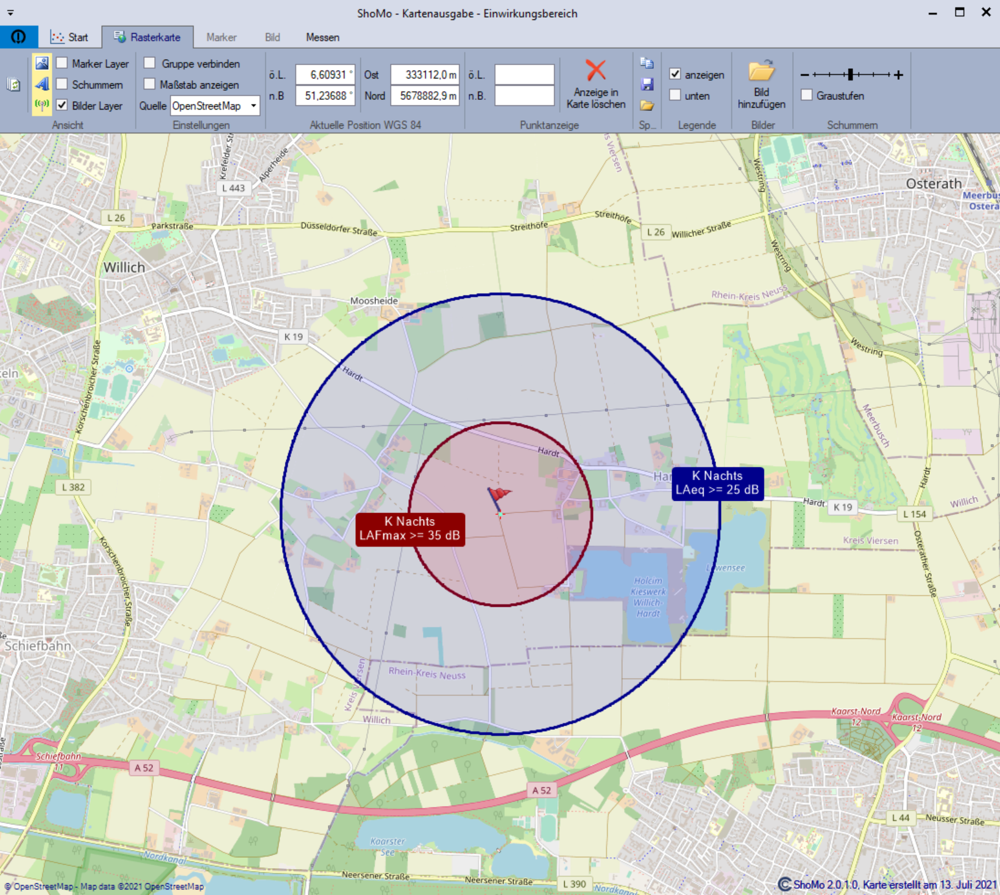 ShoMo - Kartenausgabe - Einwirkungsbereich
Start Rasterkarte Marker Bild Messen
Marker Layer
Schummern
Bilder Layer
Ansicht
Gruppe verbinden
Maßstab anzeigen
Quelle OpenStreetMap
Einstellungen
ö.L. 6,60931 ° Ost 333112,0 m
n.B 51,23688 ° Nord 5678882,9 m
Aktuelle Position WGS 84
ö.L.
n.B.
Anzeige in
Karte löschen
Punktanzeige
Sp...
anzeigen
unten
Legende
Bild
hinzufügen
Bilder
Graustufen
Schummern
Krefelder St
Alperheide
L 443
s Viersen
Westring
Osterath
Meerbus
Ostera
L 26
Parkstraße
Düsseldorfer Straße
Streithöfe
Streithöfe
L 26
Willicher Straße
Westring
Willich
Moosheide
Rhein-Kreis Neuss
K 19
Westring
Hardt
keln
Korschenbroicher Straße
Meerbusch
Hardt
Har
K Nachts
LAeq >= 25 dB
Hardt
L 382
Hardt
K 19
Willich
L 154
K Nachts
LAFmax >= 35 dB
Kreis Viersen
Korschenbroicher Straße
Osterather Straße
Holcim
Kieswerk
Willich-
Hardt
Löwensee
Schiefbahn
Kreis Viersen
Rhein-Kreis Neuss
Willich
Kaarst-Nord
12
Kaarst-Nord
12
Schiefbahn
11
A 52
A 52
L 44
Neusser Straße
Kaarster
See
Nordkanal
Neersener Straße
Neersener Straße
L 390
Nordkanal
© OpenStreetMap - Map data ©2021 OpenStreetMap
© ShoMo 2.0.1.0, Karte erstellt am 13. Juli 2021